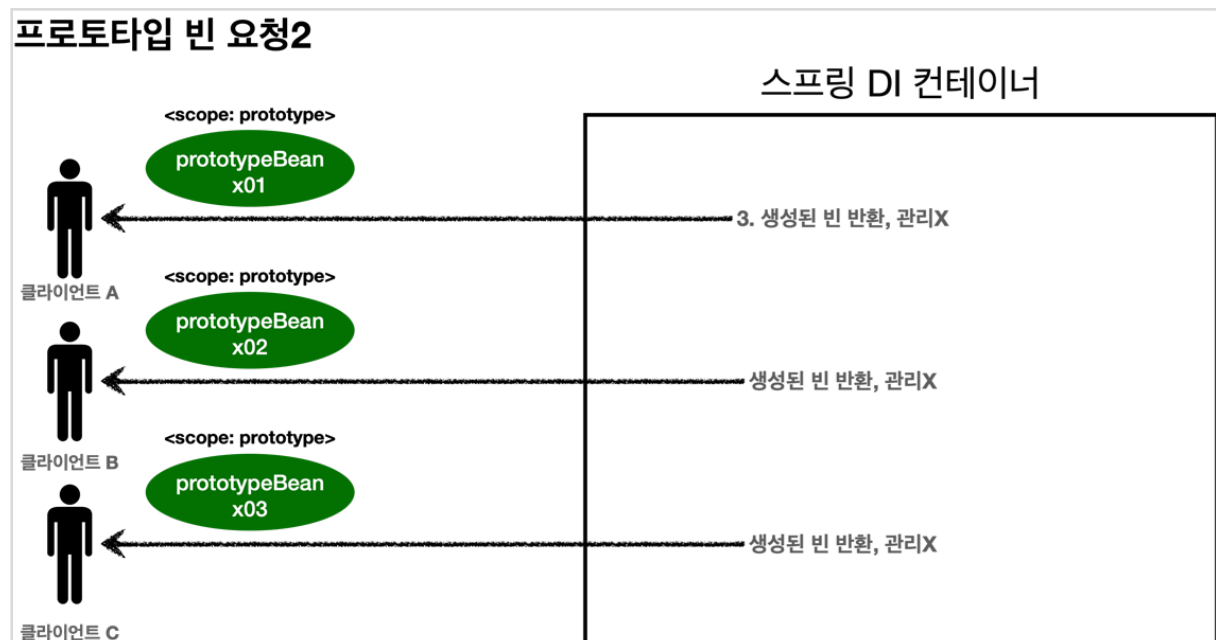 프로토타입 빈 요청2
스프링 DI 컨테이너
<scope: prototype>
prototypeBean
x01
3. 생성된 빈 반환, 관리X
클라이언트 A
<scope: prototype>
prototypeBean
x02
생성된 빈 반환, 관리X
클라이언트 B
<scope: prototype>
prototypeBean
x03
생성된 빈 반환, 관리X
클라이언트 C